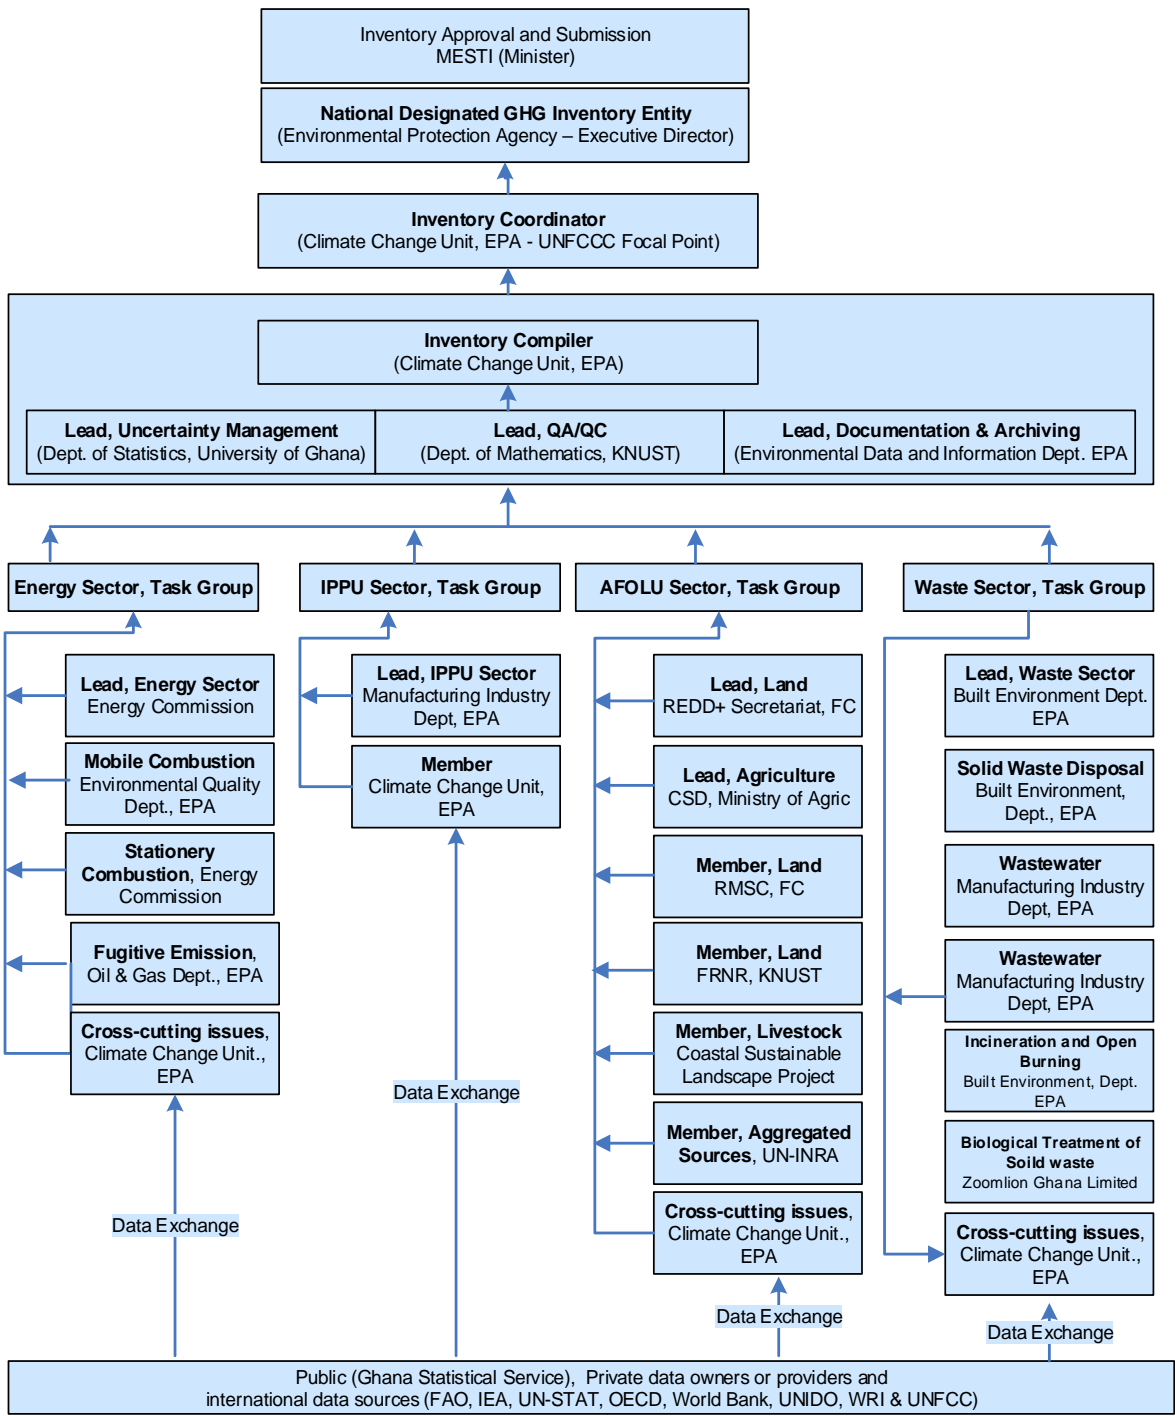 Inventory Approval and Submission
MESTI (Minister)
National Designated GHG Inventory Entity
(Environmental Protection Agency – Executive Director)
Inventory Coordinator
(Climate Change Unit, EPA - UNFCCC Focal Point)
Inventory Compiler
(Climate Change Unit, EPA)
Lead, Uncertainty Management
(Dept. of Statistics, University of Ghana)
Lead, QA/QC
(Dept. of Mathematics, KNUST)
Lead, Documentation & Archiving
(Environmental Data and Information Dept. EPA
Energy Sector, Task Group
IPPU Sector, Task Group
AFOLU Sector, Task Group
Waste Sector, Task Group
Lead, Energy Sector
Energy Commission
Mobile Combustion
Environmental Quality
Dept., EPA
Stationery
Combustion, Energy
Commission
Fugitive Emission,
Oil & Gas Dept., EPA
Cross-cutting issues,
Climate Change Unit.,
EPA
Data Exchange
Lead, IPPU Sector
Manufacturing Industry
Dept, EPA
Member
Climate Change Unit,
EPA
Data Exchange
Lead, Land
REDD+ Secretariat, FC
Lead, Agriculture
CSD, Ministry of Agric
Member, Land
RMSC, FC
Member, Land
FRNR, KNUST
Member, Livestock
Coastal Sustainable
Landscape Project
Member, Aggregated
Sources, UN-INRA
Cross-cutting issues,
Climate Change Unit.,
EPA
Data Exchange
Lead, Waste Sector
Built Environment Dept.
EPA
Solid Waste Disposal
Built Environment,
Dept., EPA
Wastewater
Manufacturing Industry
Dept, EPA
Wastewater
Manufacturing Industry
Dept, EPA
Incineration and Open
Burning
Built Environment, Dept.
EPA
Biological Treatment of
Soild waste
Zoomlion Ghana Limited
Cross-cutting issues,
Climate Change Unit.,
EPA
Data Exchange
Public (Ghana Statistical Service), Private data owners or providers and
international data sources (FAO, IEA, UN-STAT, OECD, World Bank, UNIDO, WRI & UNFCC)